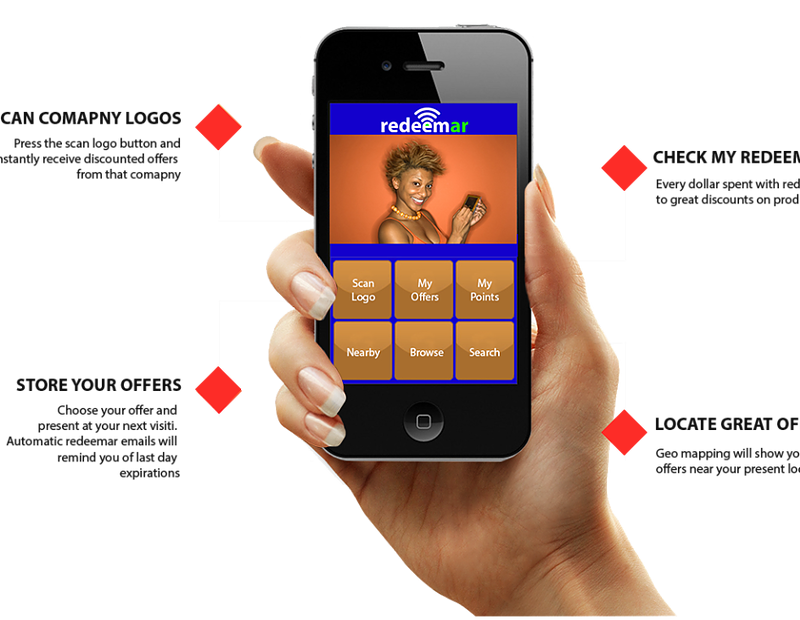 CAN COMAPNY LOGOS
Press the scan logo button and
nstantly receive discounted offers
from that comapny
STORE YOUR OFFERS
Choose your offer and
present at your next visiti.
Automatic redeemar emails will
remind you of last day
expirations
redeemar
Scan
Logo
My
Offers
My
Points
Nearby
Browse
Search
CHECK MY REDEEM
Every dollar spent with red
to great discounts on prod
LOCATE GREAT OF
Geo mapping will show yo
offers near your present loc